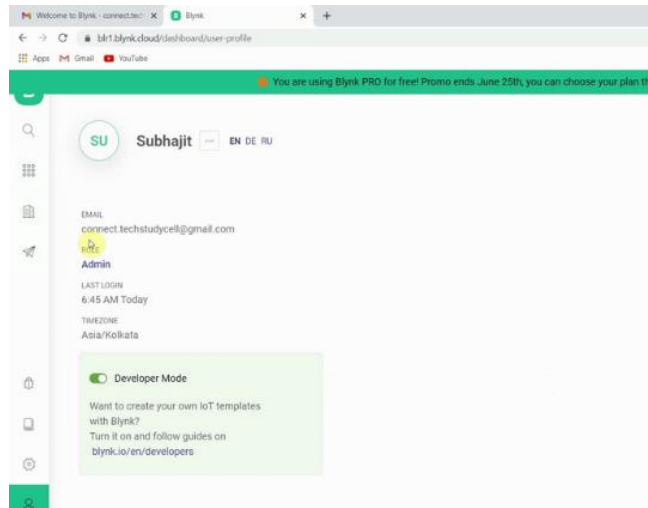 Welcome to Blynk - connect.tec
Blynk
blr1.blynk.cloud/dashboard/user-profile
Apps Gmail YouTube
You are using Blynk PRO for free! Promo ends June 25th, you can choose your plan th
SU
Subhajit
EN DE RU
EMAIL
connect.techstudycell@gmail.com
ROLE
Admin
LAST LOGIN
6:45 AM Today
TIMEZONE
Asia/Kolkata
Developer Mode
Want to create your own IoT templates
with Blynk?
Turn it on and follow guides on
blynk.io/en/developers